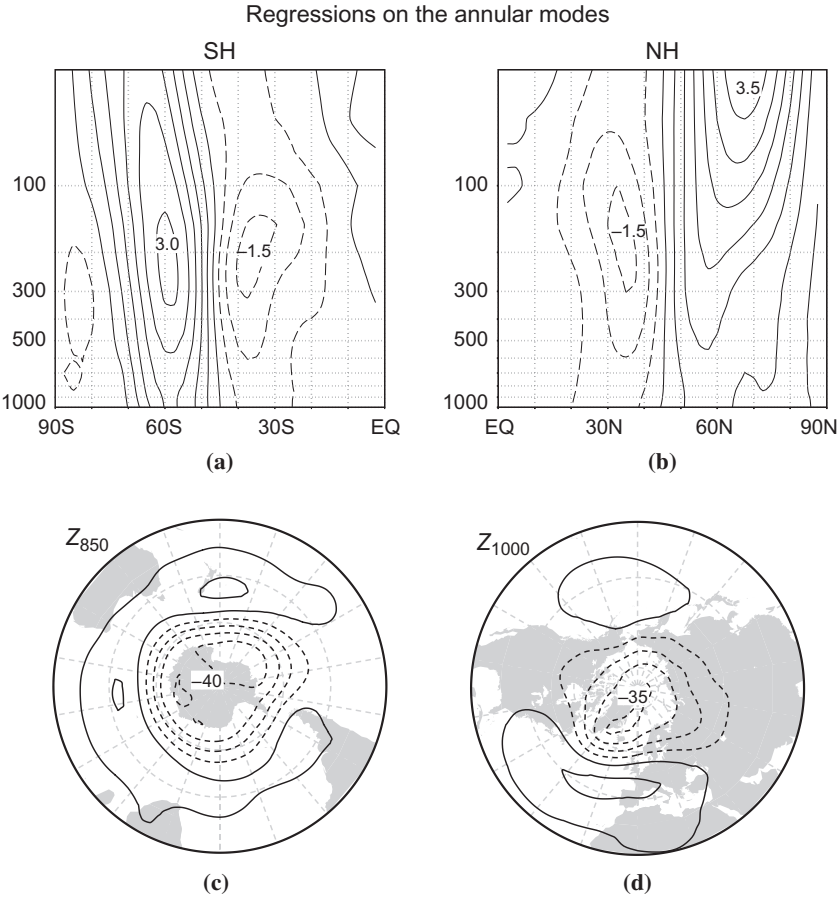 Regressions on the annular modes
SH
NH
3.5
100
100
3.0
–1.5
–1.5
300
300
500
500
1000
1000
90S 60S 30S EQ
EQ 30N 60N 90N
(a)
(b)
Z850
Z1000
–40
–35
(c)
(d)